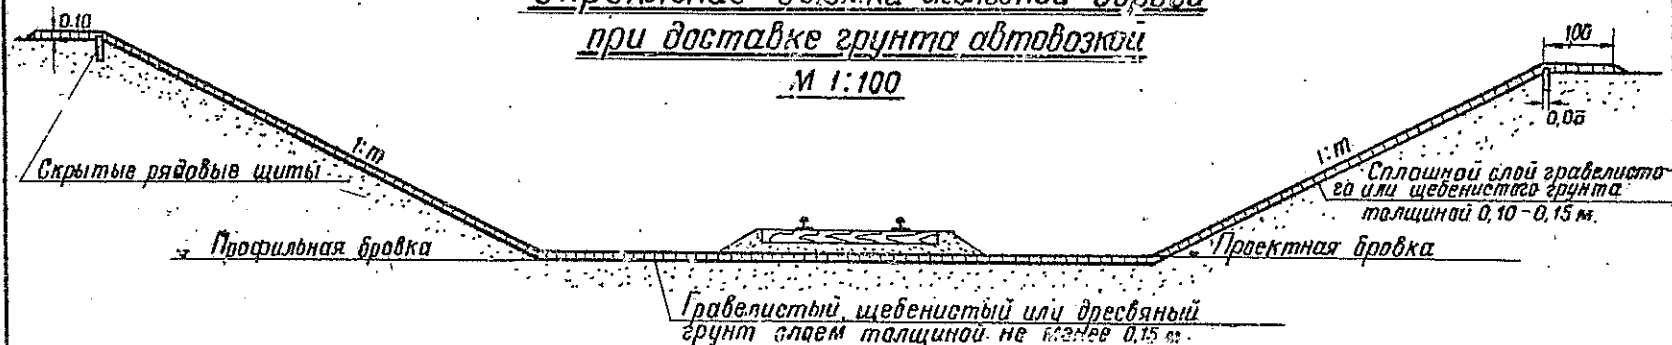 при доставке грунта автовозкой
М 1:100
0.10
100
0,08
1:m
1:m
Скрытые рядовые щиты
Сплошной слой гравелисто-
го или щебенистого грунта
толщиной 0,10-0,15 м.
Профильная бровка
Проектная бровка
Гравелистый, щебенистый или дресвяный
грунт слоем толщиной не менее 0,15 м.